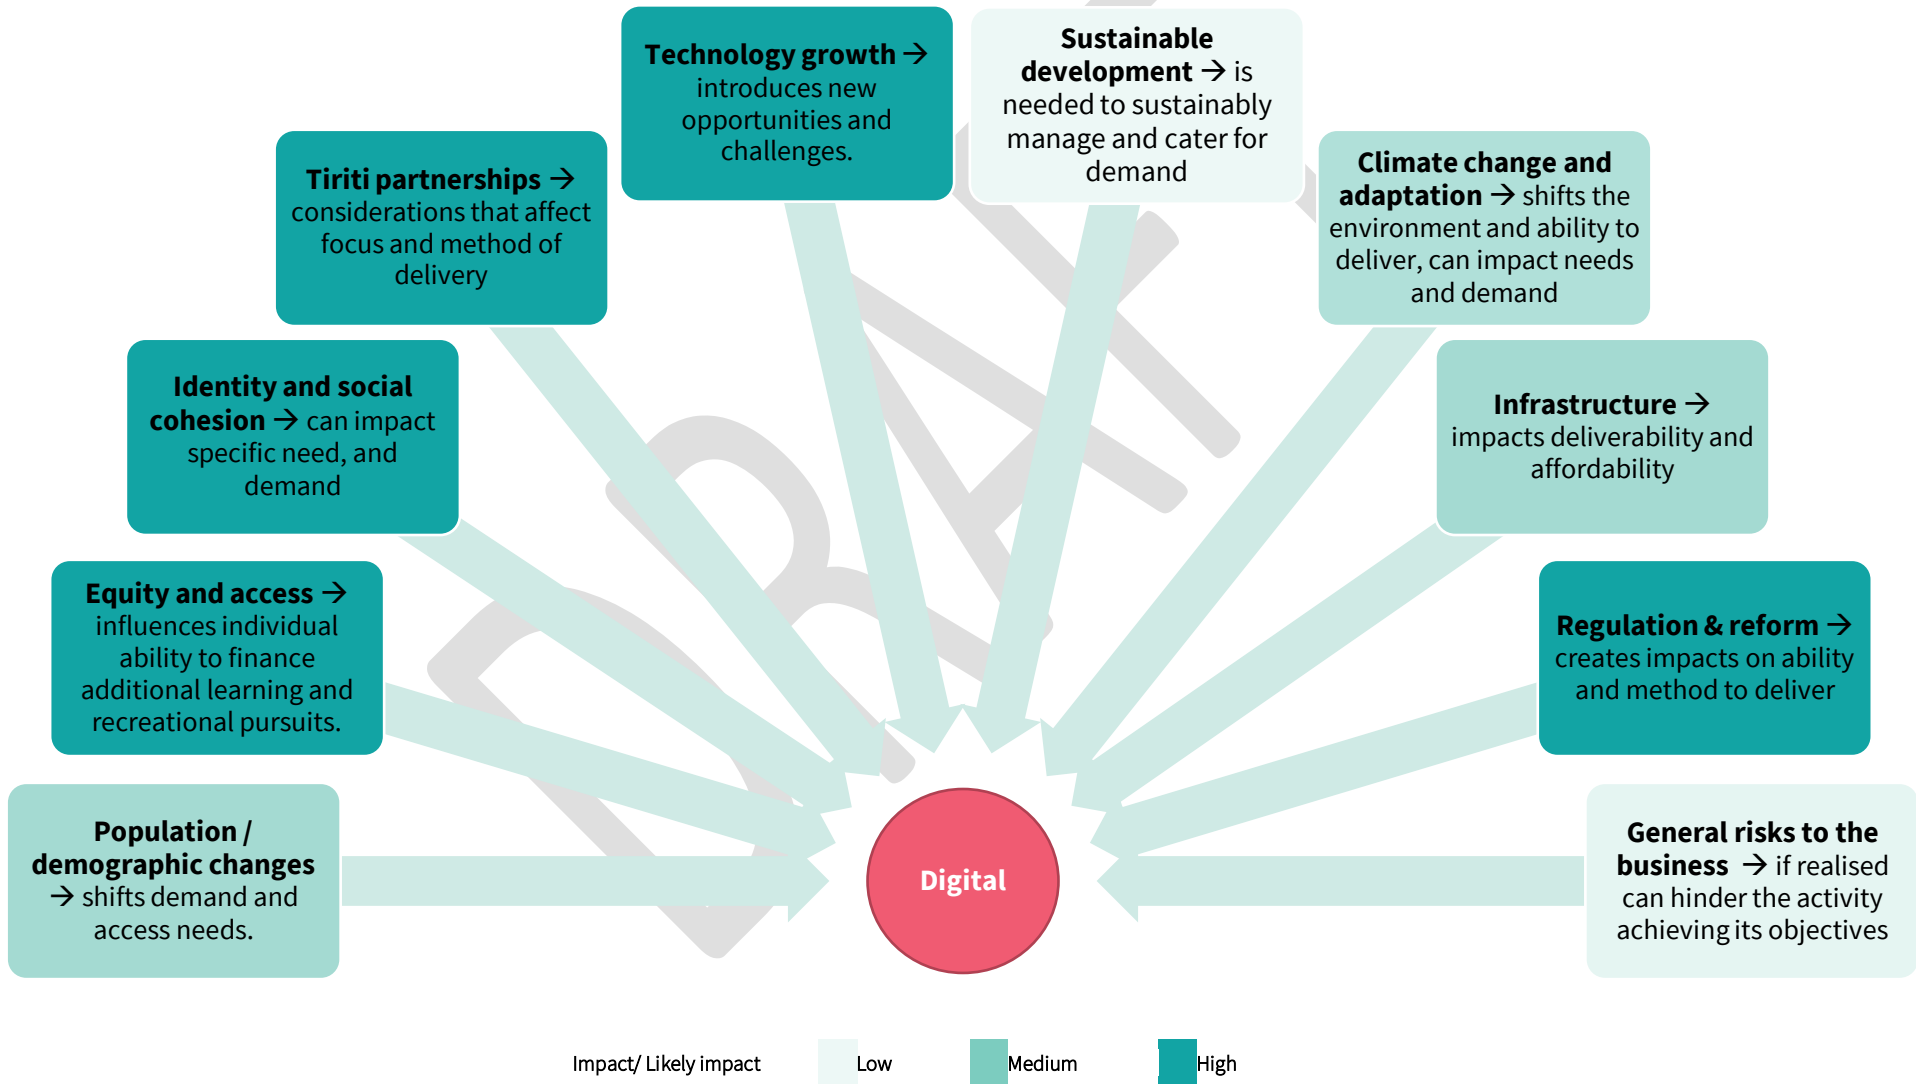 Technology growth →
introduces new
opportunities and
challenges.
Sustainable
development → is
needed to sustainably
manage and cater for
demand
Tiriti partnerships →
considerations that affect
focus and method of
delivery
Climate change and
adaptation → shifts the
environment and ability to
deliver, can impact needs
and demand
Identity and social
cohesion → can impact
specific need, and
demand
Infrastructure →
impacts deliverability and
affordability
Equity and access →
influences individual
ability to finance
additional learning and
recreational pursuits.
Regulation & reform →
creates impacts on ability
and method to deliver
Population /
demographic changes
→ shifts demand and
access needs.
General risks to the
business → if realised
can hinder the activity
achieving its objectives
Digital
DRAFT
Impact/ Likely impact
Low
Medium
High